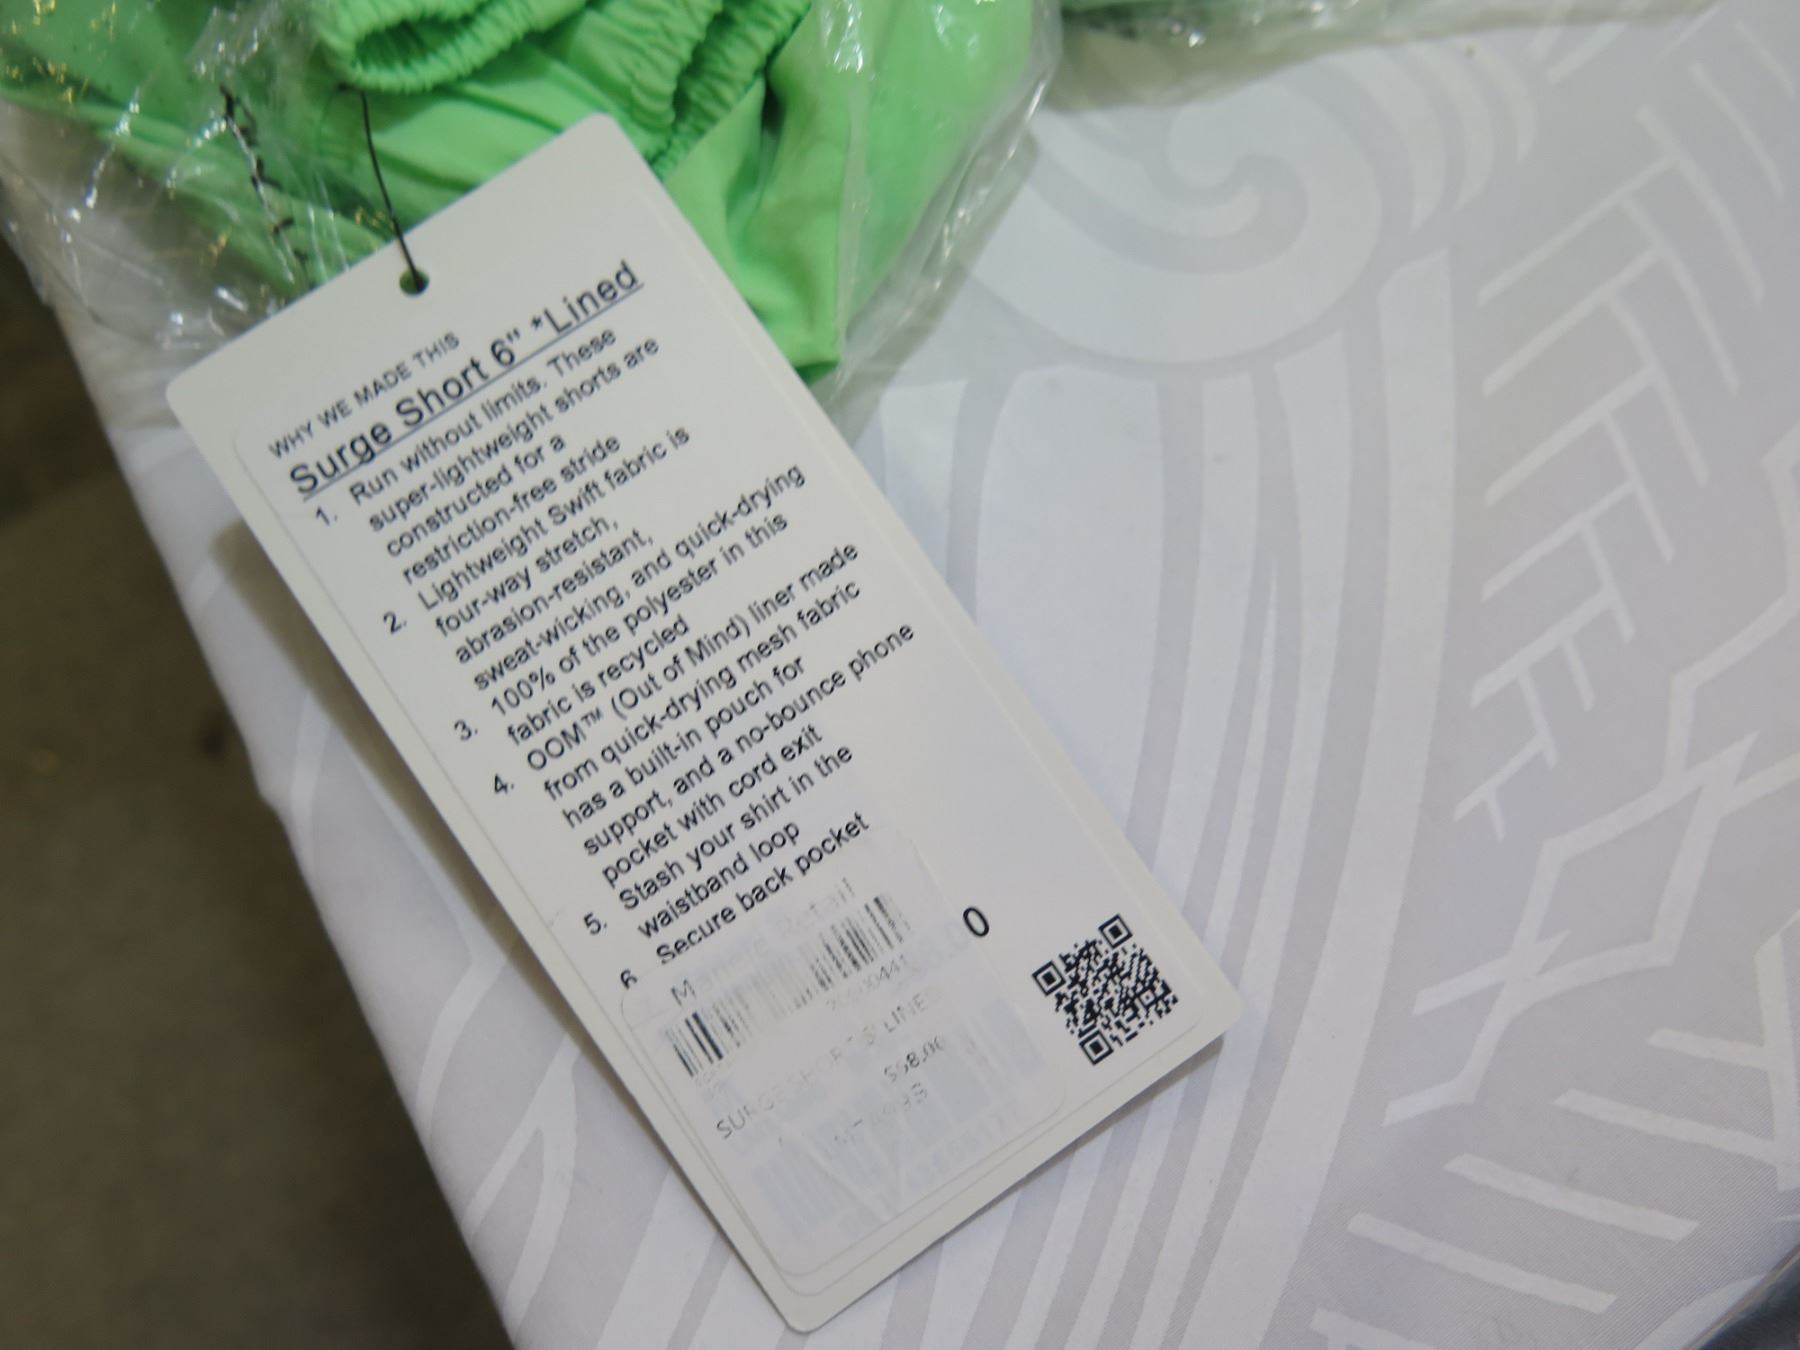 WHY WE MADE THIS
Surge Short 6" *Lined
1. Run without limits. These
super-lightweight shorts are
constructed for a
restriction-free stride
2. Lightweight Swift fabric is
four-way stretch,
abrasion-resistant,
sweat-wicking, and quick-drying
3. 100% of the polyester in this
fabric is recycled
4. OOM™ (Out of Mind) liner made
from quick-drying mesh fabric
has a built-in pouch for
support, and a no-bounce phone
pocket with cord exit
5. Stash your shirt in the
waistband loop
6 Secure back pocket
Retail
0
LINED